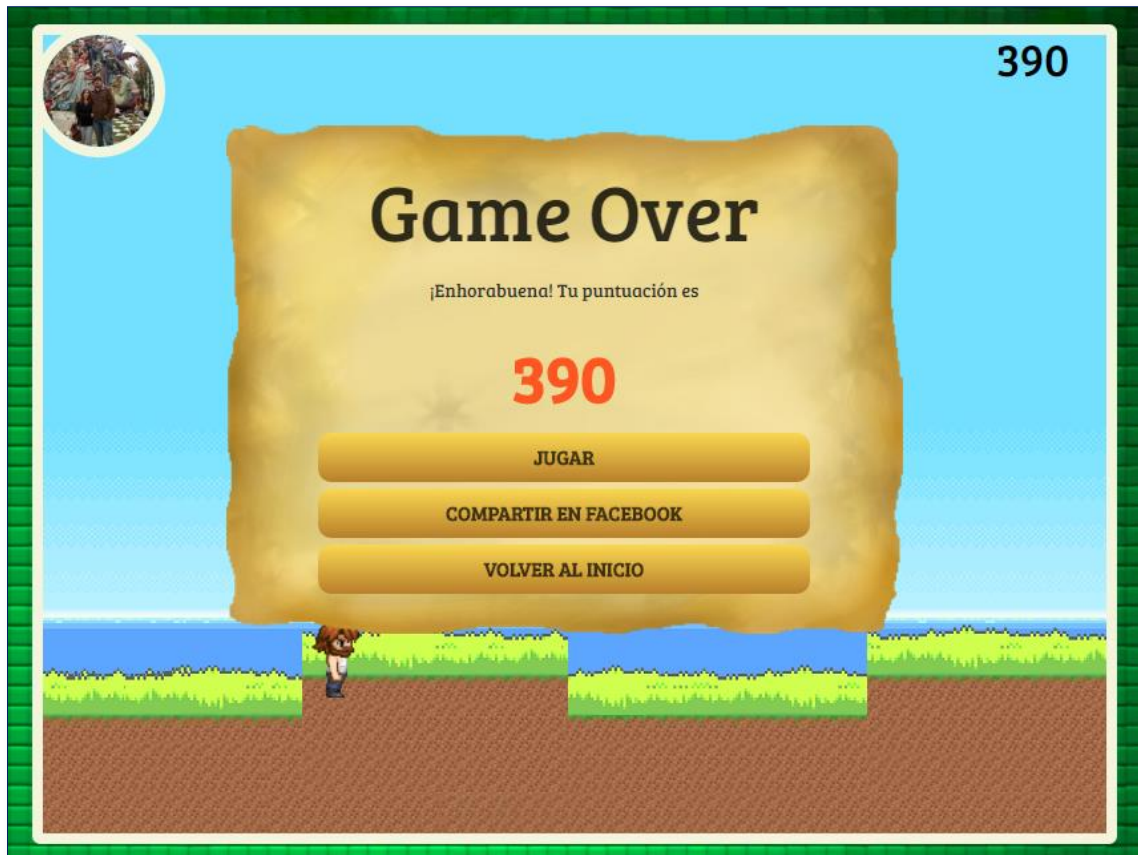 390
Game Over
¡Enhorabuena! Tu puntuación es
390
JUGAR
COMPARTIR EN FACEBOOK
VOLVER AL INICIO